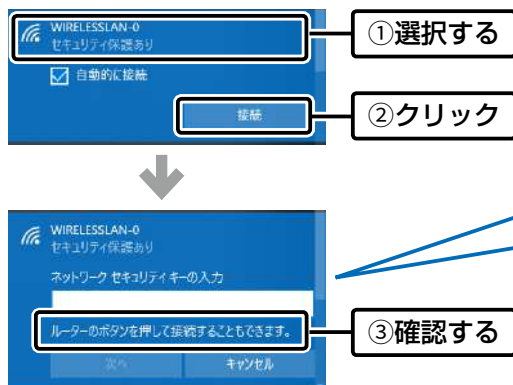 WIRELESSLAN-0
セキュリティ保護あり
①選択する
自動的に接続
接続
②クリック
WIRELESSLAN-0
セキュリティ保護あり
ネットワーク セキュリティ キーの入力
ルーターのボタンを押して接続することもできます。
③確認する
次へ
キャンセル